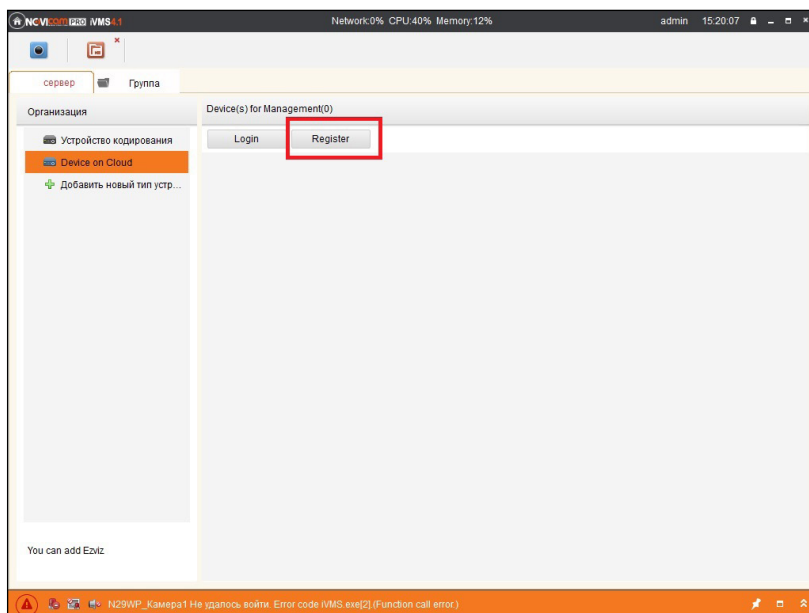 NOVICOM PRO iVMS4.1 Network:0% CPU:40% Memory:12% admin 15:20:07
сервер Группа
Организация Device(s) for Management(0)
Устройство кодирования Login Register
Device on Cloud
Добавить новый тип устр...
You can add Ezviz
N29WP_Камера1 Не удалось войти. Error code iVMS.exe[2].(Function call error.)